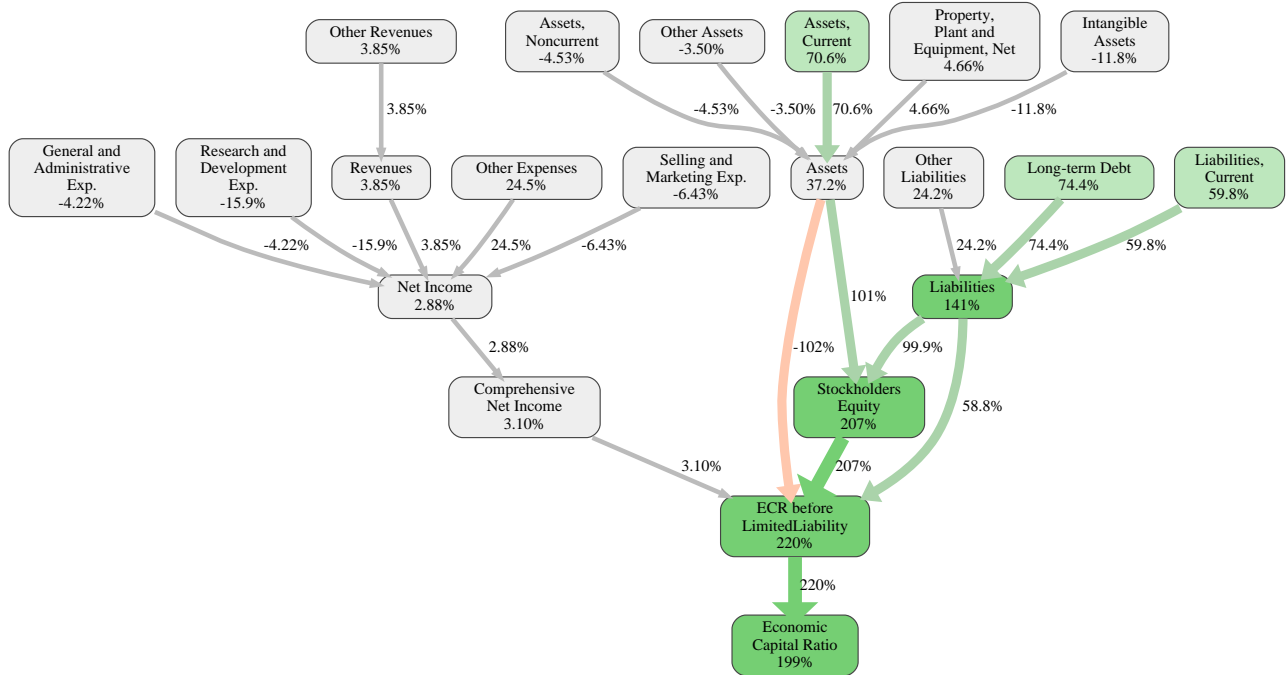 Other Revenues
3.85%
Assets,
Noncurrent
-4.53%
Other Assets
-3.50%
Assets,
Current
70.6%
Property,
Plant and
Equipment, Net
4.66%
Intangible
Assets
-11.8%
3.85%
-4.53%
-3.50%
70.6%
4.66%
-11.8%
General and
Administrative
Exp.
-4.22%
Research and
Development
Exp.
-15.9%
Revenues
3.85%
Other Expenses
24.5%
Selling and
Marketing Exp.
-6.43%
Assets
37.2%
Other
Liabilities
24.2%
Long-term Debt
74.4%
Liabilities,
Current
59.8%
-4.22%
-15.9%
3.85%
24.5%
-6.43%
24.2%
74.4%
59.8%
Net Income
2.88%
101%
Liabilities
141%
2.88%
-102%
99.9%
Comprehensive
Net Income
3.10%
Stockholders
Equity
207%
58.8%
3.10%
207%
ECR before
LimitedLiability
220%
220%
Economic
Capital Ratio
199%